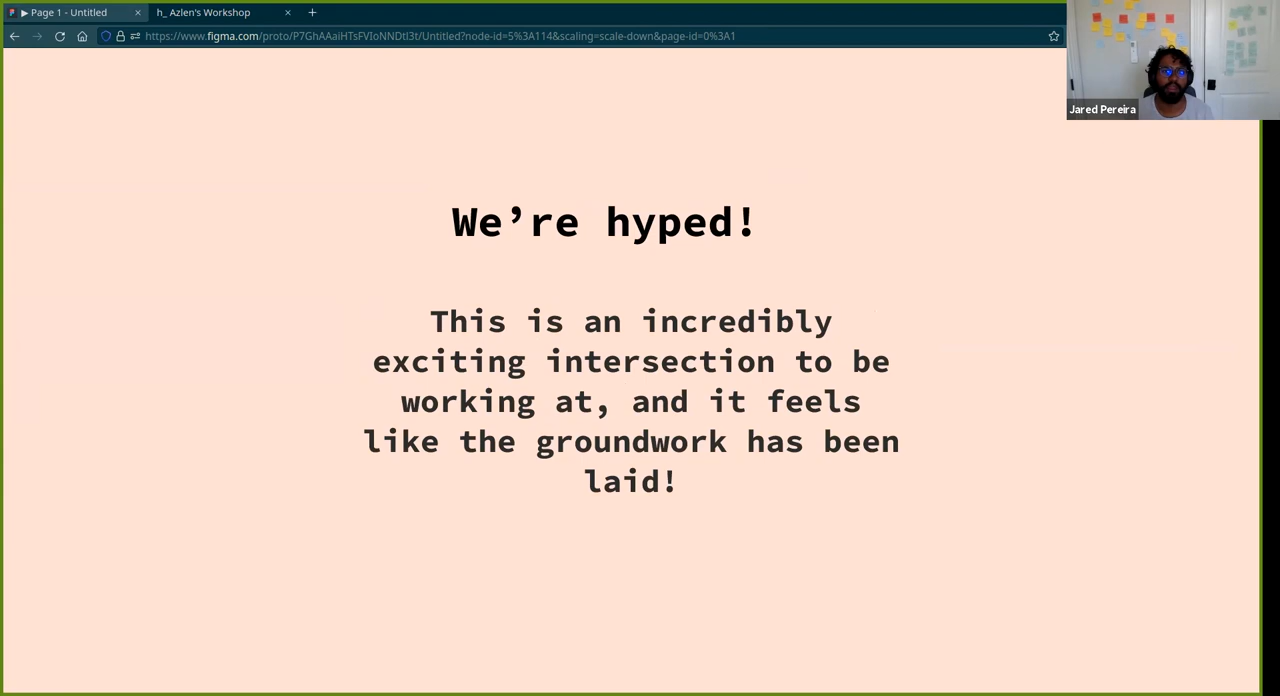 ▶ Page 1 - Untitled
h_ Azlen's Workshop
https://www.figma.com/proto/P7GhAAaiHTsFVIoNNDtI3t/Untitled?node-id=5%3A114&scaling=scale-down&page-id=0%3A1
Jared Pereira
We’re hyped!
This is an incredibly
exciting intersection to be
working at, and it feels
like the groundwork has been
laid!